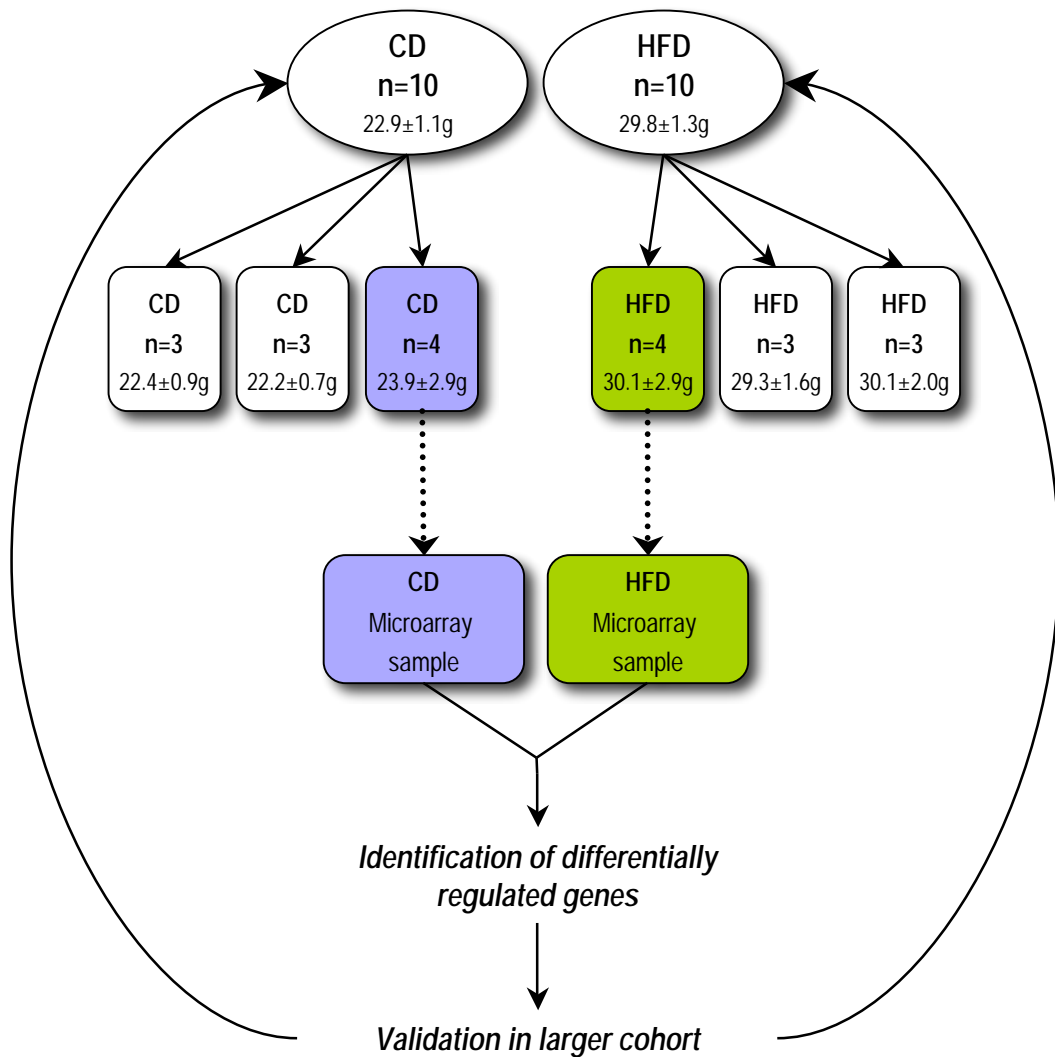 CD
n=10
22.9±1.1g
HFD
n=10
29.8±1.3g
CD
n=3
22.4±0.9g
CD
n=3
22.2±0.7g
CD
n=4
23.9±2.9g
HFD
n=4
30.1±2.9g
HFD
n=3
29.3±1.6g
HFD
n=3
30.1±2.0g
CD
Microarray
sample
HFD
Microarray
sample
Identification of differentially
regulated genes
Validation in larger cohort